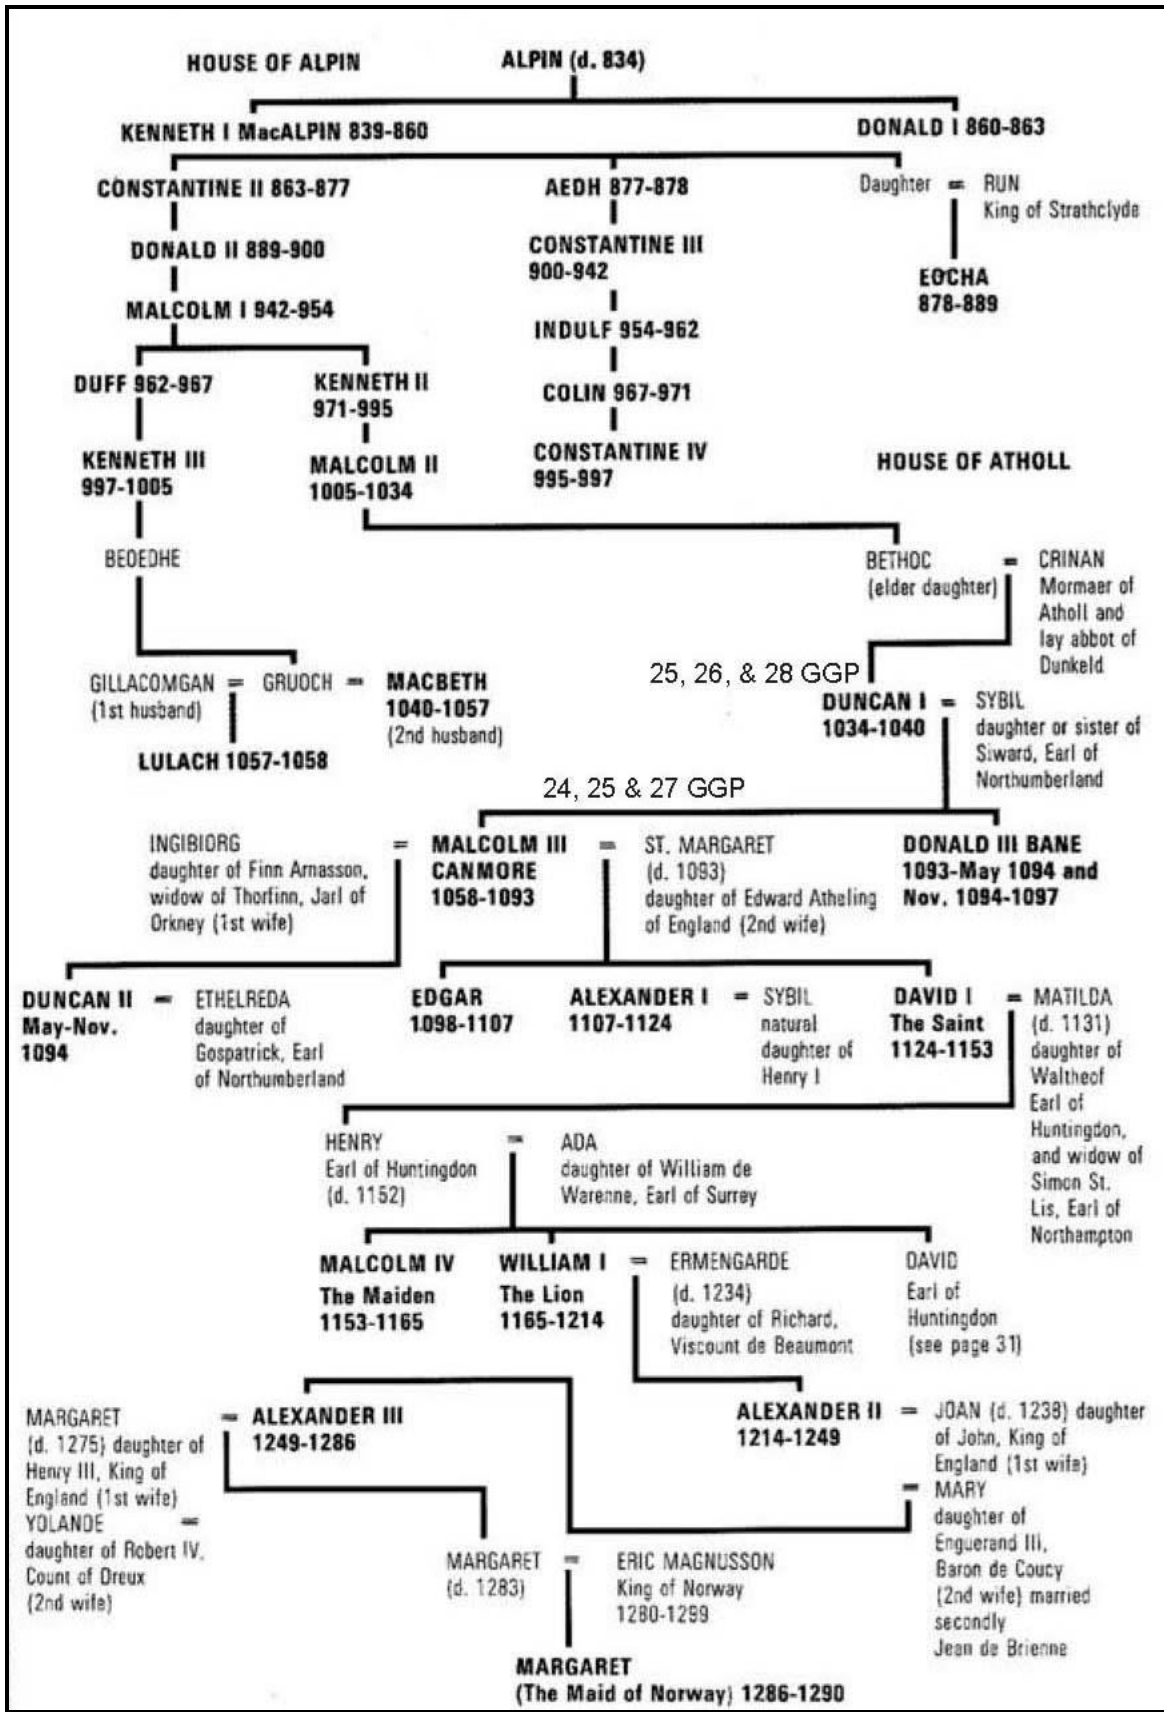 HOUSE OF ALPIN
ALPIN (d. 834)
KENNETH I MacALPIN 839-860
DONALD I 860-863
CONSTANTINE II 863-877
AEDH 877-878
Daughter = RUN
King of Strathclyde
DONALD II 889-900
CONSTANTINE III
900-942
EOCHA
878-889
MALCOLM I 942-954
INDULF 954-962
DUFF 962-967
KENNETH II
971-995
COLIN 967-971
KENNETH III
997-1005
MALCOLM II
1005-1034
CONSTANTINE IV
995-997
HOUSE OF ATHOLL
BEOEDHE
BETHOC
(elder daughter)
=
CRINAN
Mormaer of
Atholl and
lay abbot of
Dunkeld
GILLACOMGAN
(1st husband)
=
GRUOCH
=
MACBETH
1040-1057
(2nd husband)
LULACH 1057-1058
25, 26, & 28 GGP
DUNCAN I
1034-1040
=
SYBIL
daughter or sister of
Siward, Earl of
Northumberland
24, 25 & 27 GGP
INGIBIORG
daughter of Finn Arnasson,
widow of Thorfinn, Jarl of
Orkney (1st wife)
=
MALCOLM III
CANMORE
1058-1093
=
ST. MARGARET
(d. 1093)
daughter of Edward Atheling
of England (2nd wife)
DONALD III BANE
1093-May 1094 and
Nov. 1094-1097
DUNCAN II
May-Nov.
1094
=
ETHELREDA
daughter of
Gospatrick, Earl
of Northumberland
EDGAR
1098-1107
ALEXANDER I
1107-1124
=
SYBIL
natural
daughter of
Henry I
DAVID I
The Saint
1124-1153
=
MATILDA
(d. 1131)
daughter of
Waltheof
Earl of
Huntingdon,
and widow of
Simon St.
Lis, Earl of
Northampton
HENRY
Earl of Huntingdon
(d. 1152)
=
ADA
daughter of William de
Warenne, Earl of Surrey
MALCOLM IV
The Maiden
1153-1165
WILLIAM I
The Lion
1165-1214
=
ERMENGARDE
(d. 1234)
daughter of Richard,
Viscount de Beaumont
DAVID
Earl of
Huntingdon
(see page 31)
MARGARET
(d. 1275) daughter of
Henry III, King of
England (1st wife)
YOLANDE =
daughter of Robert IV,
Count of Dreux
(2nd wife)
=
ALEXANDER III
1249-1286
ALEXANDER II
1214-1249
=
JOAN (d. 1238) daughter
of John, King of
England (1st wife)
= MARY
daughter of
Enguerand III,
Baron de Coucy
(2nd wife) married
secondly
Jean de Brienne
MARGARET
(d. 1283)
=
ERIC MAGNUSSON
King of Norway
1280-1299
MARGARET
(The Maid of Norway) 1286-1290